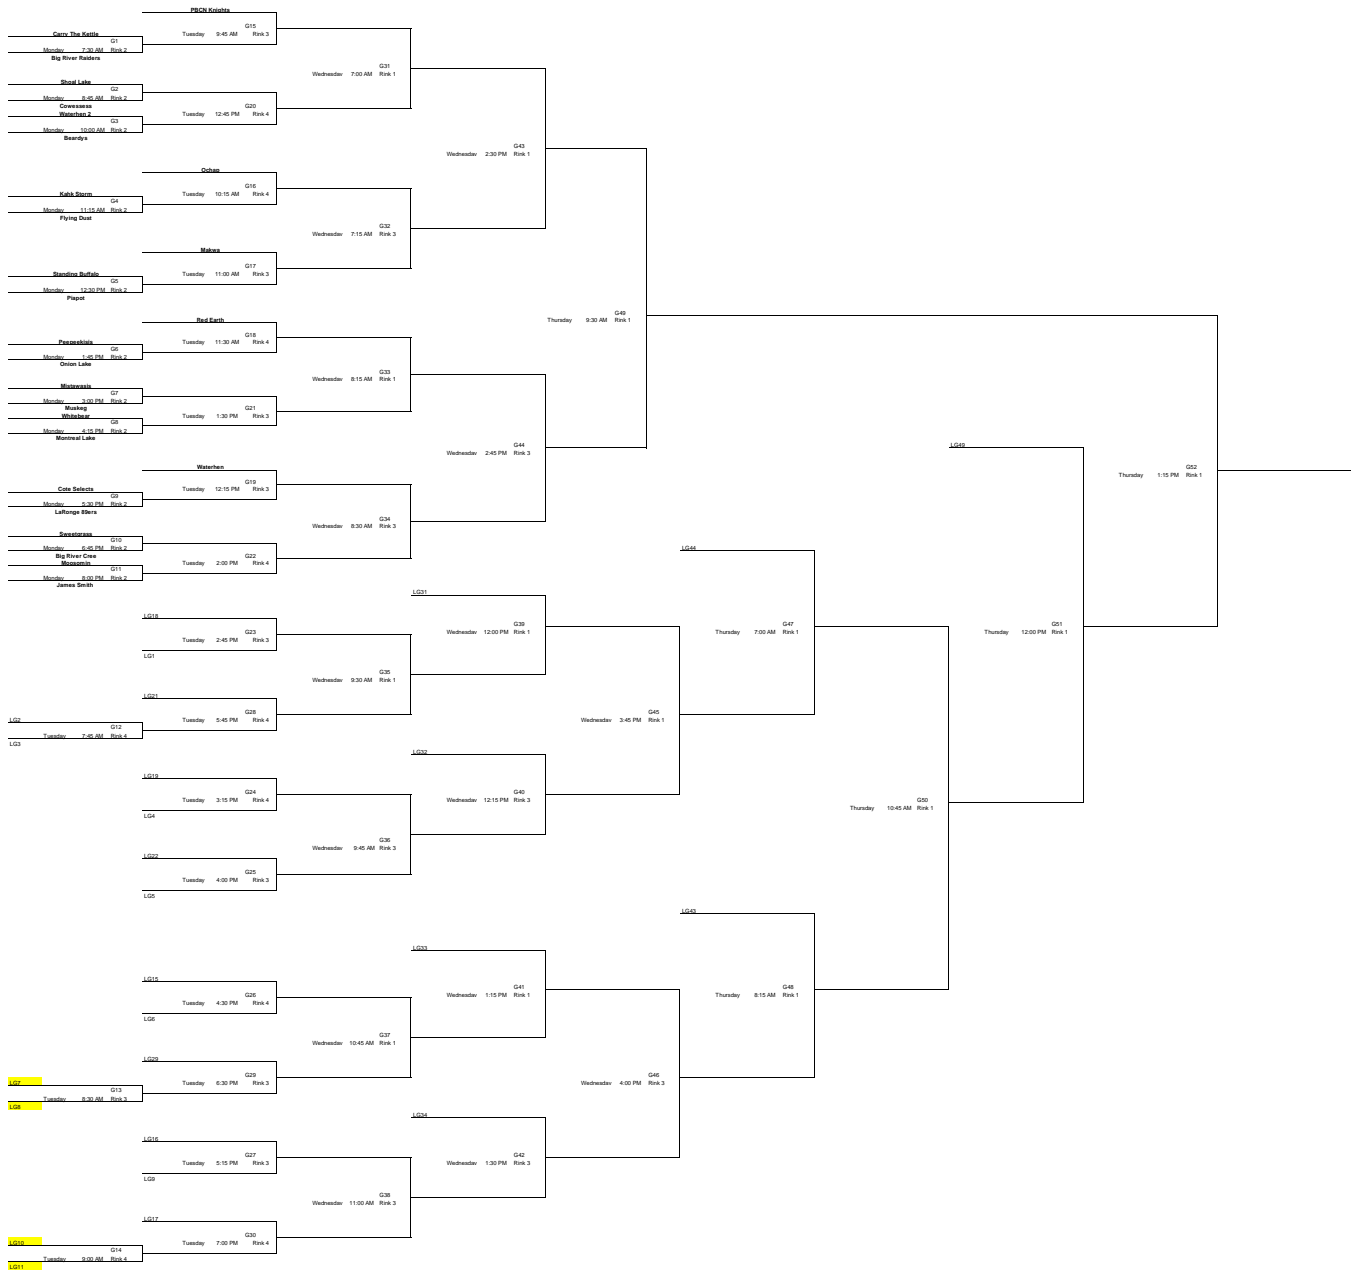 PBCN Knights
G15
Tuesday 9:45 AM Rink 3
Carry The Kettle
G1
Monday 7:30 AM Rink 2
Big River Raiders
G31
Wednesday 7:00 AM Rink 1
Shoal Lake
G2
Monday 8:45 AM Rink 2
Cowessess
G20
Tuesday 12:45 PM Rink 4
Waterhen 2
G3
Monday 10:00 AM Rink 2
Beardys
G43
Wednesday 2:30 PM Rink 1
Ochap
G16
Tuesday 10:15 AM Rink 4
Kahk Storm
G4
Monday 11:15 AM Rink 2
Flying Dust
G32
Wednesday 7:15 AM Rink 3
Makwa
G17
Tuesday 11:00 AM Rink 3
Standing Buffalo
G5
Monday 12:30 PM Rink 2
Piapot
G49
Thursday 9:30 AM Rink 1
Red Earth
G18
Tuesday 11:30 AM Rink 4
Peepeekisis
G6
Monday 1:45 PM Rink 2
Onion Lake
G33
Wednesday 8:15 AM Rink 1
Mistawasis
G7
Monday 3:00 PM Rink 2
Muskeg
G21
Tuesday 1:30 PM Rink 3
Whitebear
G8
Monday 4:15 PM Rink 2
Montreal Lake
G44
Wednesday 2:45 PM Rink 3
LG49
Waterhen
G52
Thursday 1:15 PM Rink 1
G19
Tuesday 12:15 PM Rink 3
Cote Selects
G9
Monday 5:30 PM Rink 2
LaRonge 89ers
G34
Wednesday 8:30 AM Rink 3
Sweetgrass
G10
Monday 6:45 PM Rink 2
Big River Cree
G22
Tuesday 2:00 PM Rink 4
Moosomin
G11
Monday 8:00 PM Rink 2
James Smith
LG44
LG31
LG18
G39
Wednesday 12:00 PM Rink 1
G47
Thursday 7:00 AM Rink 1
G51
Thursday 12:00 PM Rink 1
G23
Tuesday 2:45 PM Rink 3
LG1
G35
Wednesday 9:30 AM Rink 1
LG21
G28
Tuesday 5:45 PM Rink 4
G45
Wednesday 3:45 PM Rink 1
LG2
G12
Tuesday 7:45 AM Rink 4
LG3
LG32
LG19
G24
Tuesday 3:15 PM Rink 4
G40
Wednesday 12:15 PM Rink 3
G50
Thursday 10:45 AM Rink 1
LG4
G36
Wednesday 9:45 AM Rink 3
LG22
G25
Tuesday 4:00 PM Rink 3
LG5
LG43
LG33
LG15
G26
Tuesday 4:30 PM Rink 4
G41
Wednesday 1:15 PM Rink 1
G48
Thursday 8:15 AM Rink 1
LG6
G37
Wednesday 10:45 AM Rink 1
LG29
G29
Tuesday 6:30 PM Rink 3
G46
Wednesday 4:00 PM Rink 3
LG7
G13
Tuesday 8:30 AM Rink 3
LG8
LG34
LG16
G27
Tuesday 5:15 PM Rink 3
G42
Wednesday 1:30 PM Rink 3
LG9
G38
Wednesday 11:00 AM Rink 3
LG17
G30
Tuesday 7:00 PM Rink 4
LG10
G14
Tuesday 9:00 AM Rink 4
LG11